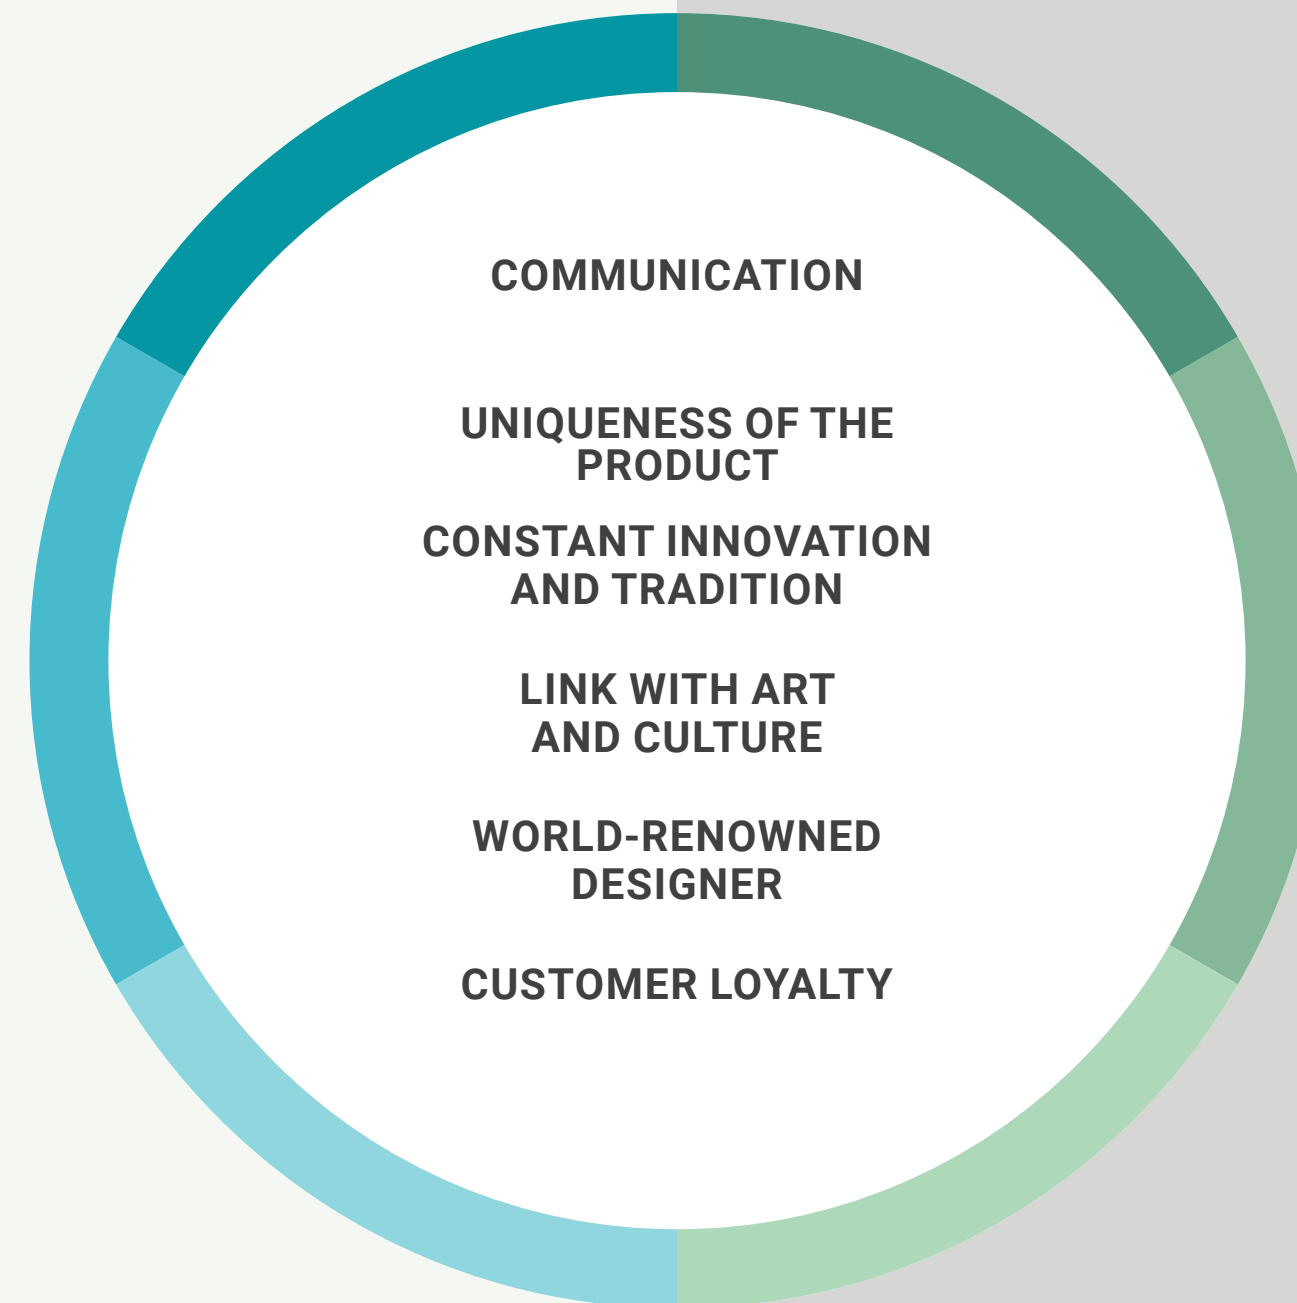 COMMUNICATION
UNIQUENESS OF THE
PRODUCT
CONSTANT INNOVATION
AND TRADITION
LINK WITH ART
AND CULTURE
WORLD-RENOWNED
DESIGNER
CUSTOMER LOYALTY